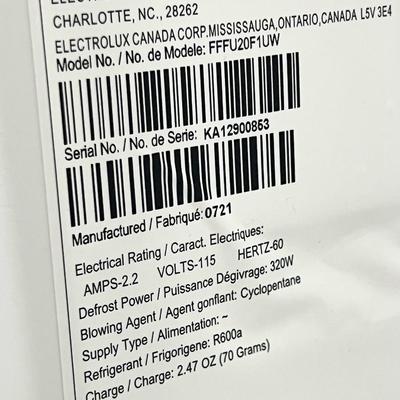 CHARLOTTE, NC., 28262
ELECTROLUX CANADA CORP.MISSISSAUGA,ONTARIO,CANADA L5V 3E4
Model No. / No. de Modele: FFFU20F1UW
Serial No. / No. de Serie: KA12900853
Manufactured / Fabriqué: 0721
Electrical Rating / Caract. Electriques:
AMPS-2.2 VOLTS-115 HERTZ-60
Defrost Power / Puissance Dégivrage: 320W
Blowing Agent / Agent gonflant: Cyclopentane
Supply Type / Alimentation: ~
Refrigerant / Frigorigene: R600a
Charge / Charge: 2.47 OZ (70 Grams)